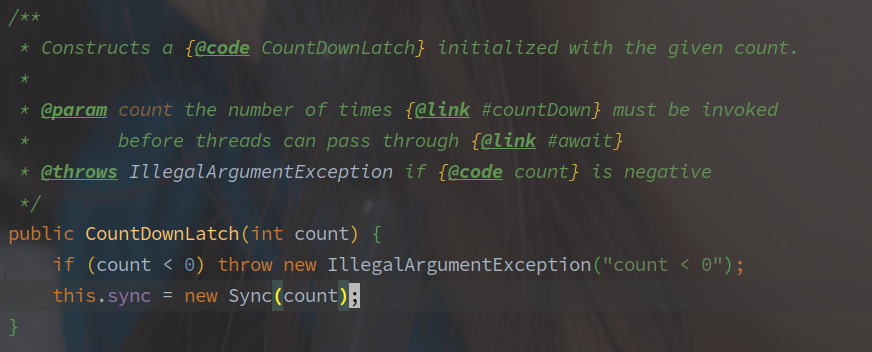 /**
 * Constructs a {@code CountDownLatch} initialized with the given count.
 *
 * @param count the number of times {@link #countDown} must be invoked
 *        before threads can pass through {@link #await}
 * @throws IllegalArgumentException if {@code count} is negative
 */
public CountDownLatch(int count) {
    if (count < 0) throw new IllegalArgumentException("count < 0");
    this.sync = new Sync(count);
}